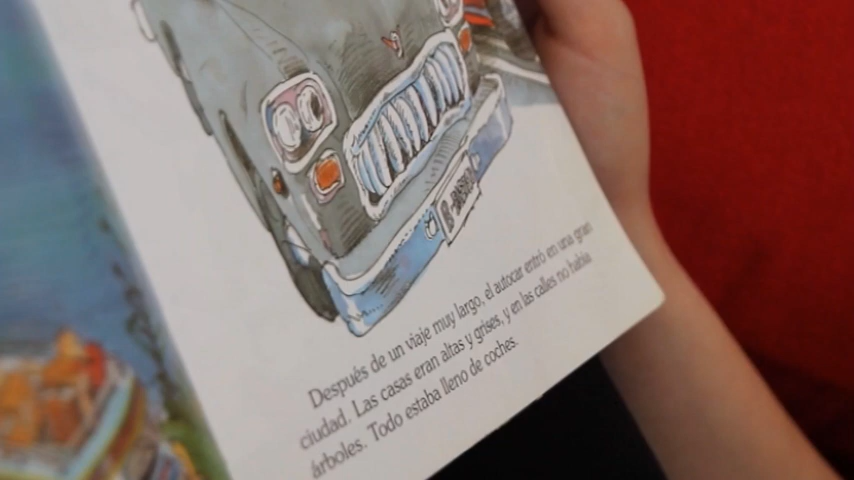 Después de un viaje muy largo, el autocar entró en una gran
ciudad. Las casas eran altas y grises, y en las calles no había
árboles. Todo estaba lleno de coches.